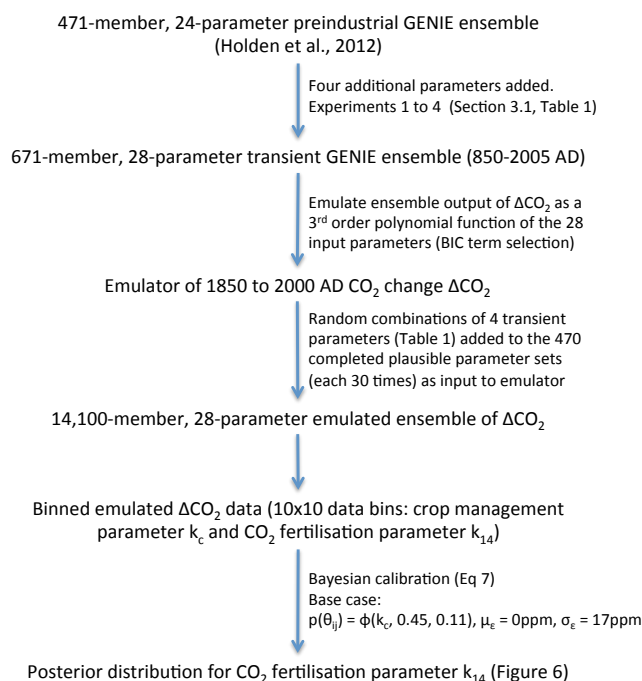 471-member, 24-parameter preindustrial GENIE ensemble
(Holden et al., 2012)
Four additional parameters added.
Experiments 1 to 4 (Section 3.1, Table 1)
671-member, 28-parameter transient GENIE ensemble (850-2005 AD)
Emulate ensemble output of ΔCO₂ as a
3ʳᵈ order polynomial function of the 28
input parameters (BIC term selection)
Emulator of 1850 to 2000 AD CO₂ change ΔCO₂
Random combinations of 4 transient
parameters (Table 1) added to the 470
completed plausible parameter sets
(each 30 times) as input to emulator
14,100-member, 28-parameter emulated ensemble of ΔCO₂
Binned emulated ΔCO₂ data (10x10 data bins: crop management
parameter k_c and CO₂ fertilisation parameter k₁₄)
Bayesian calibration (Eq 7)
Base case:
p(θᵢⱼ) = ϕ(k_c, 0.45, 0.11), μ_ε = 0ppm, σ_ε = 17ppm
Posterior distribution for CO₂ fertilisation parameter k₁₄ (Figure 6)